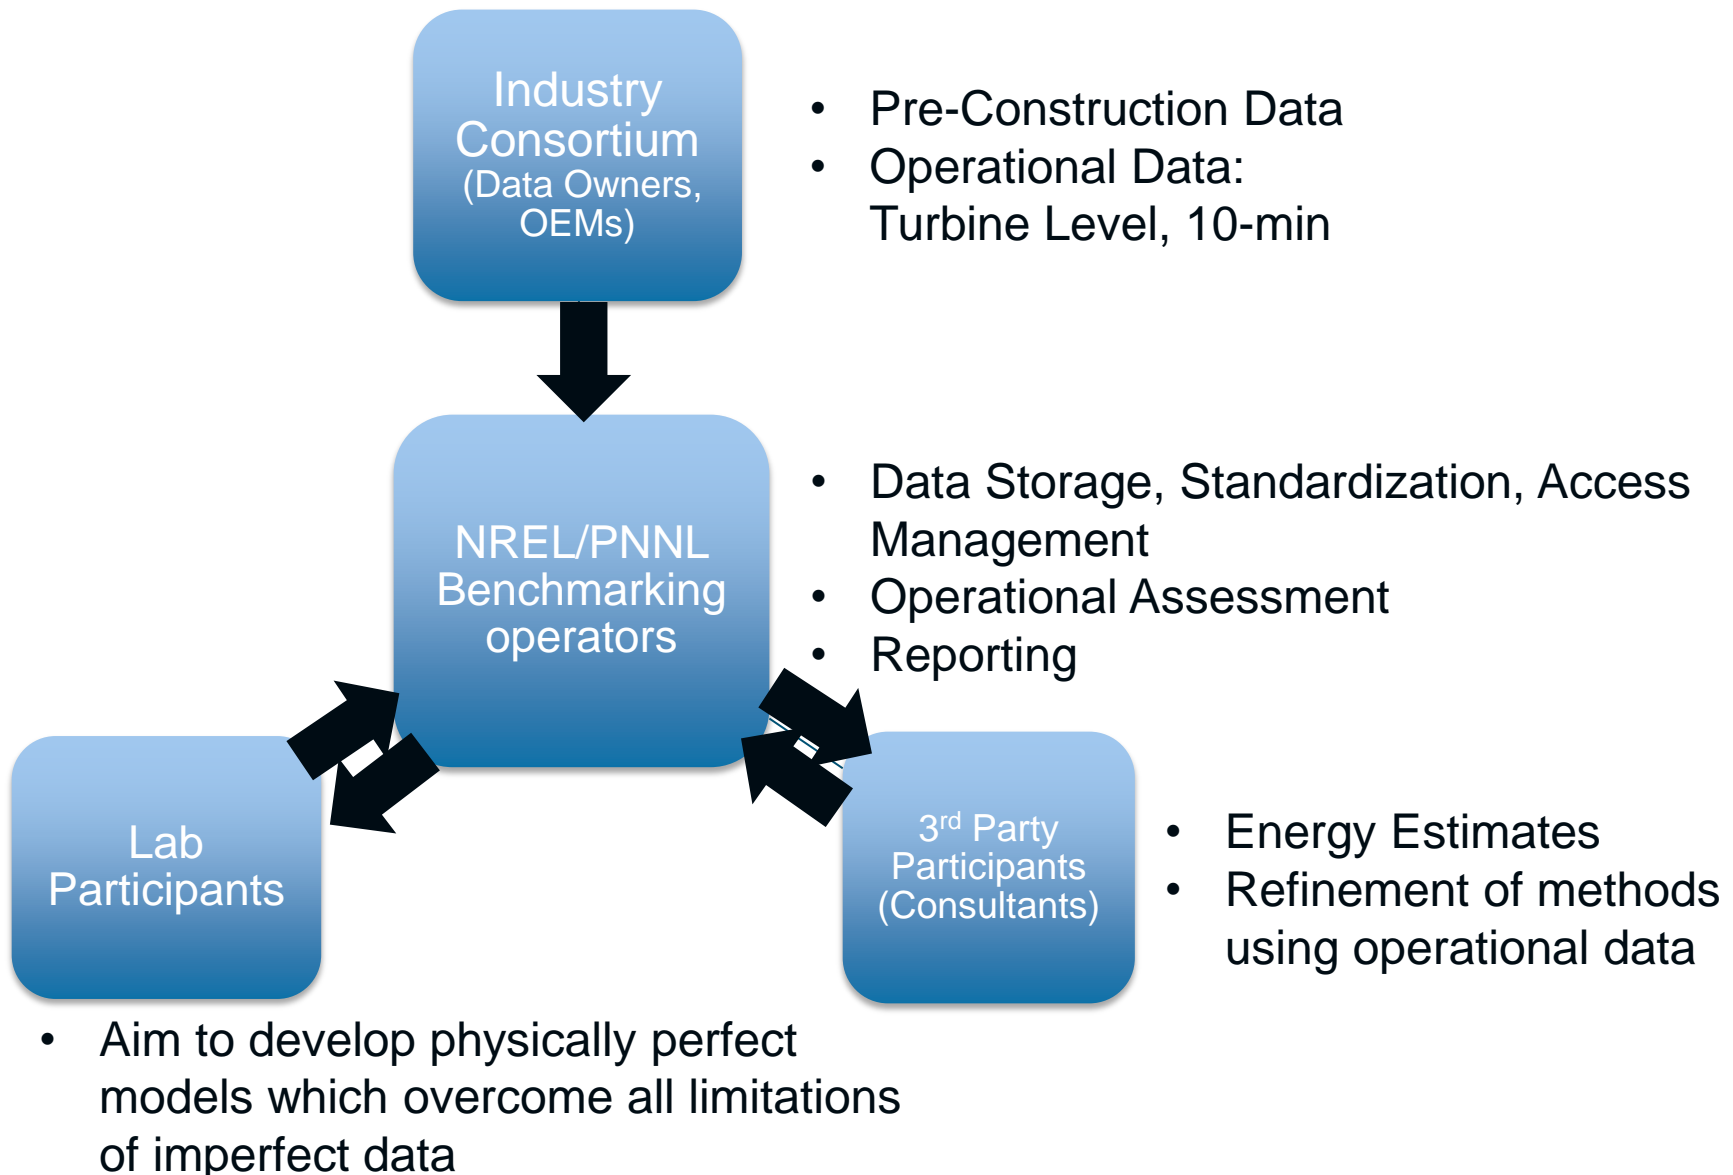 Industry
Consortium
(Data Owners,
OEMs)
• Pre-Construction Data
• Operational Data:
Turbine Level, 10-min
NREL/PNNL
Benchmarking
operators
• Data Storage, Standardization, Access
Management
• Operational Assessment
• Reporting
Lab
Participants
3rd Party
Participants
(Consultants)
• Energy Estimates
• Refinement of methods
using operational data
• Aim to develop physically perfect
models which overcome all limitations
of imperfect data